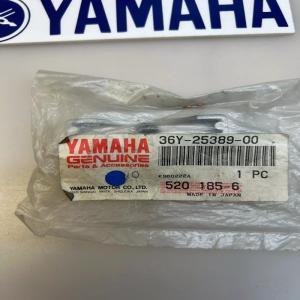 YAMAHA
YAMAHA
GENUINE
Parts & Accessories
36Y-25389-00
1 PC
YAMAHA MOTOR CO., LTD.
K960222A
520 185-6
MADE IN JAPAN